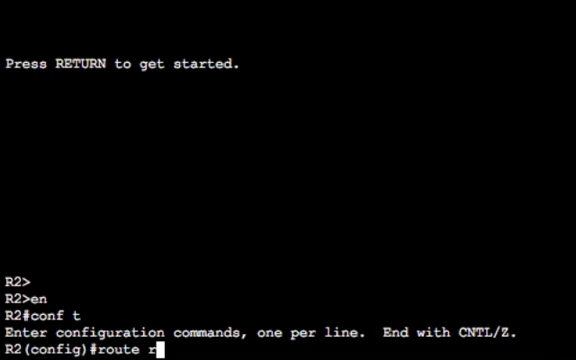 Press RETURN to get started.
R2>
R2>en
R2#conf t
Enter configuration commands, one per line.  End with CNTL/Z.
R2(config)#route r